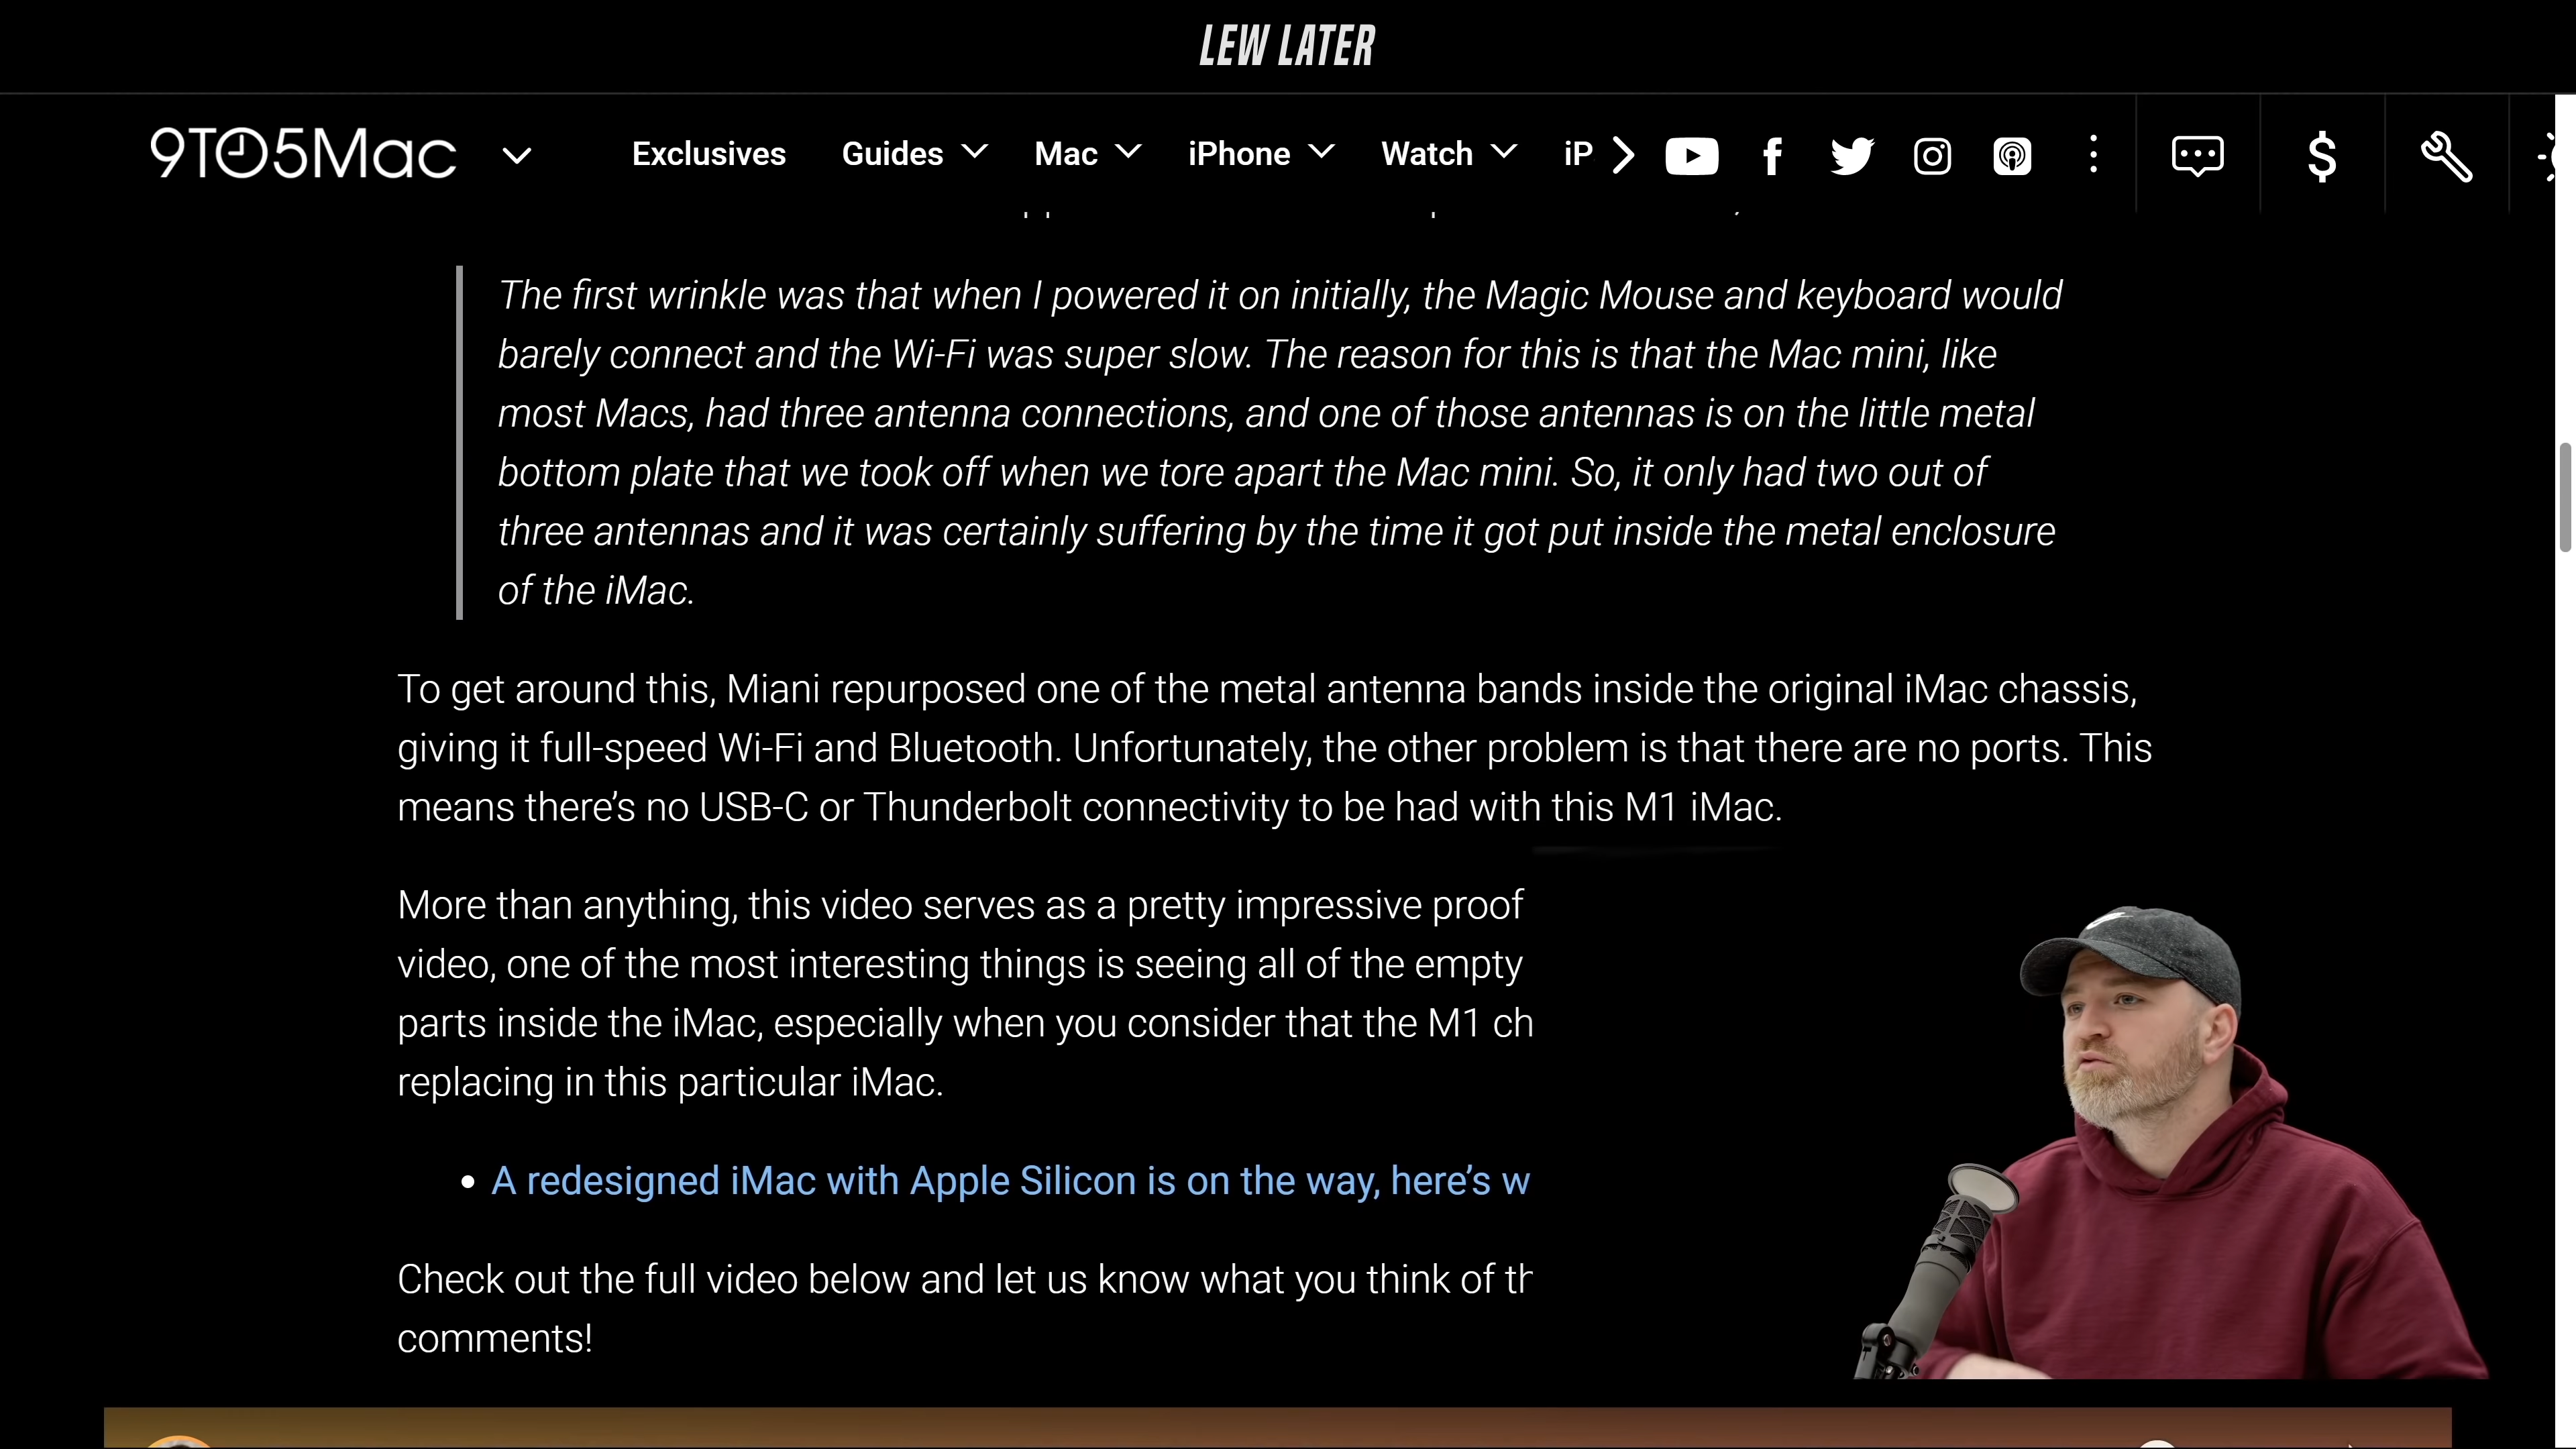 LEW LATER
9TO5Mac
Exclusives Guides Mac iPhone Watch iP
The first wrinkle was that when I powered it on initially, the Magic Mouse and keyboard would
barely connect and the Wi-Fi was super slow. The reason for this is that the Mac mini, like
most Macs, had three antenna connections, and one of those antennas is on the little metal
bottom plate that we took off when we tore apart the Mac mini. So, it only had two out of
three antennas and it was certainly suffering by the time it got put inside the metal enclosure
of the iMac.
To get around this, Miani repurposed one of the metal antenna bands inside the original iMac chassis,
giving it full-speed Wi-Fi and Bluetooth. Unfortunately, the other problem is that there are no ports. This
means there’s no USB-C or Thunderbolt connectivity to be had with this M1 iMac.
More than anything, this video serves as a pretty impressive proof
video, one of the most interesting things is seeing all of the empty
parts inside the iMac, especially when you consider that the M1 ch
replacing in this particular iMac.
• A redesigned iMac with Apple Silicon is on the way, here’s w
Check out the full video below and let us know what you think of th
comments!